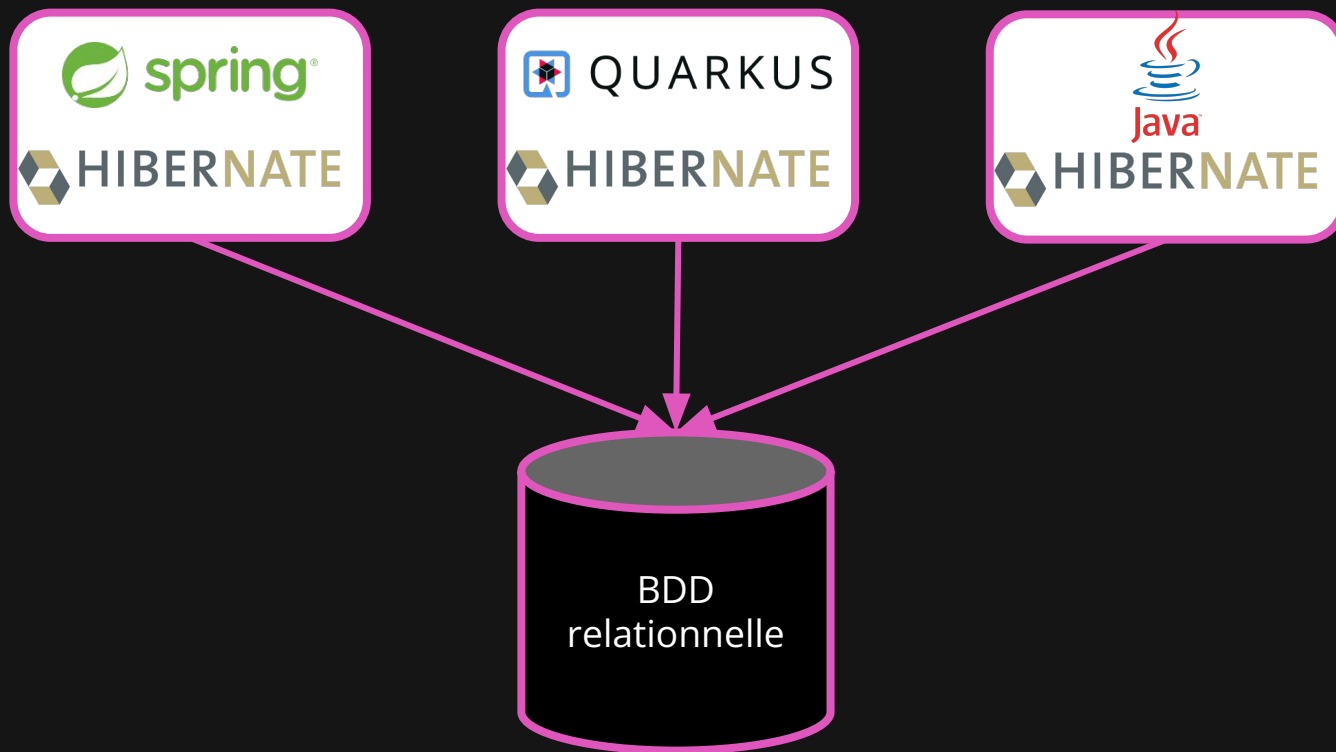 spring
HIBERNATE
QUARKUS
HIBERNATE
Java
HIBERNATE
BDD
relationnelle